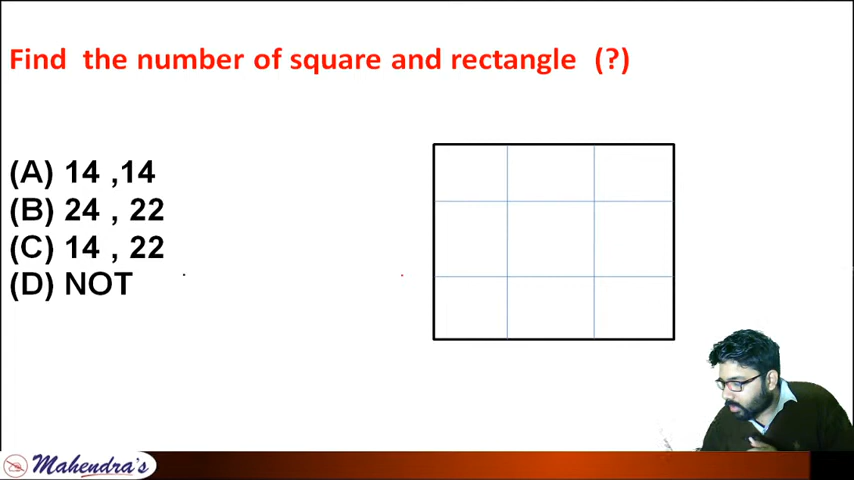 Find the number of square and rectangle (?)
(A) 14 ,14
(B) 24 , 22
(C) 14 , 22
(D) NOT
Mahendra's